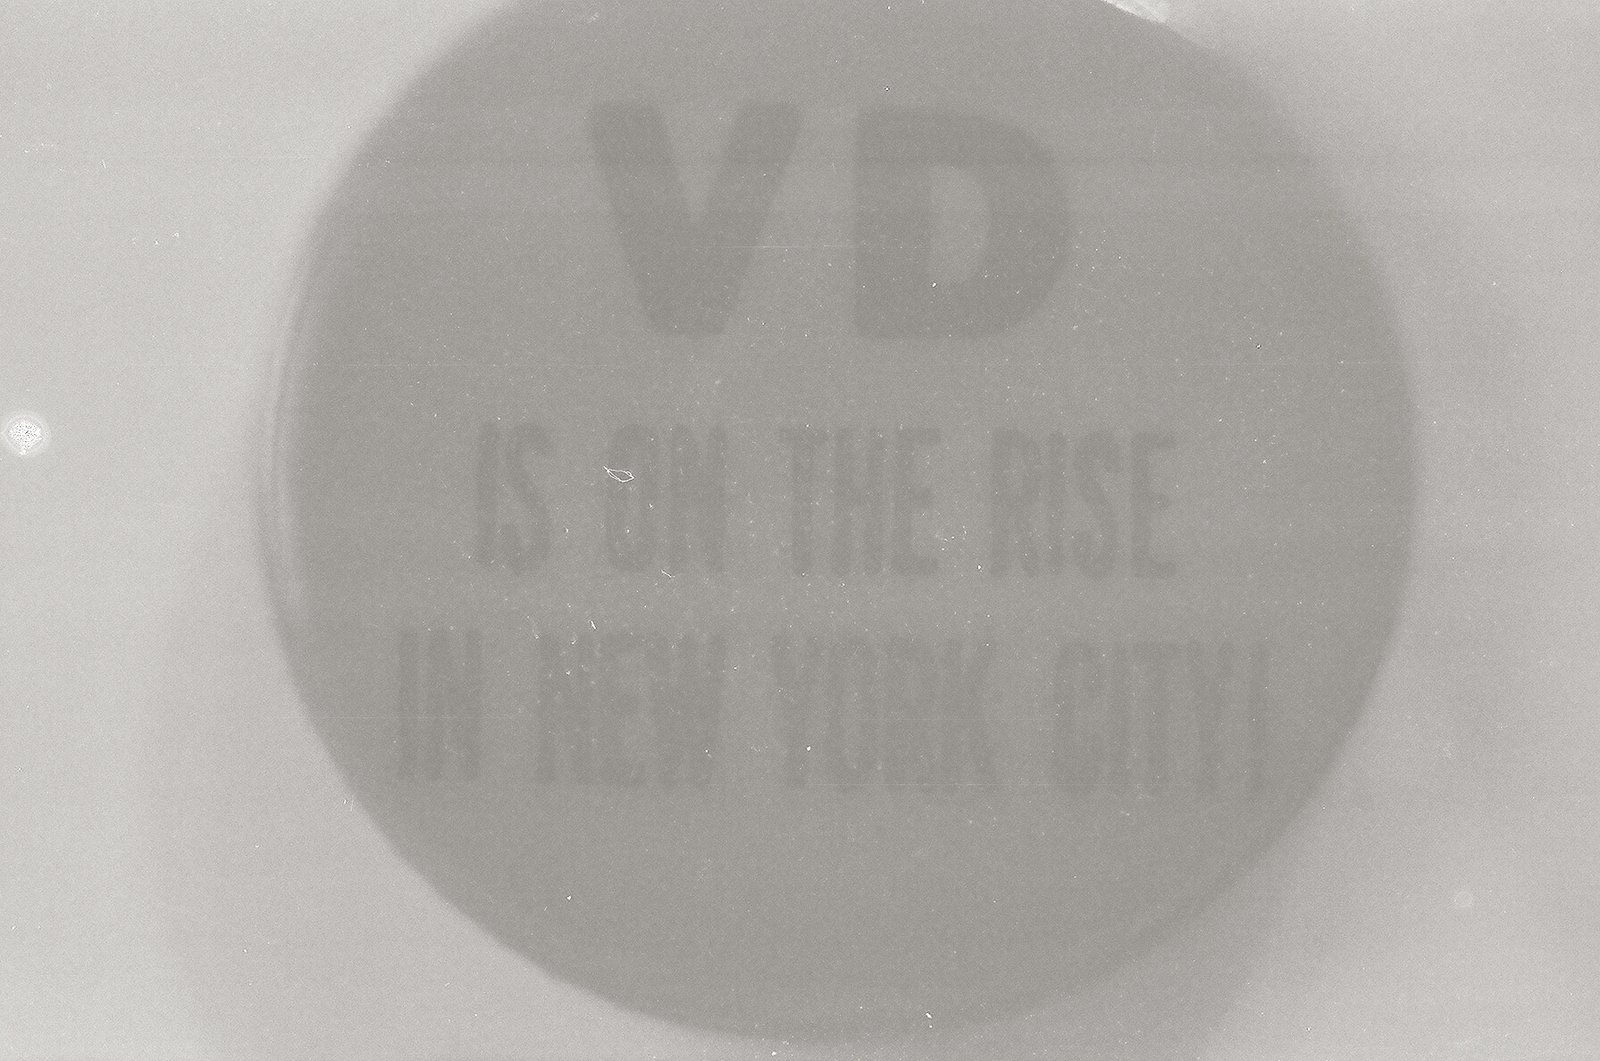 VD
IS ON THE RISE
IN NEW YORK CITY!